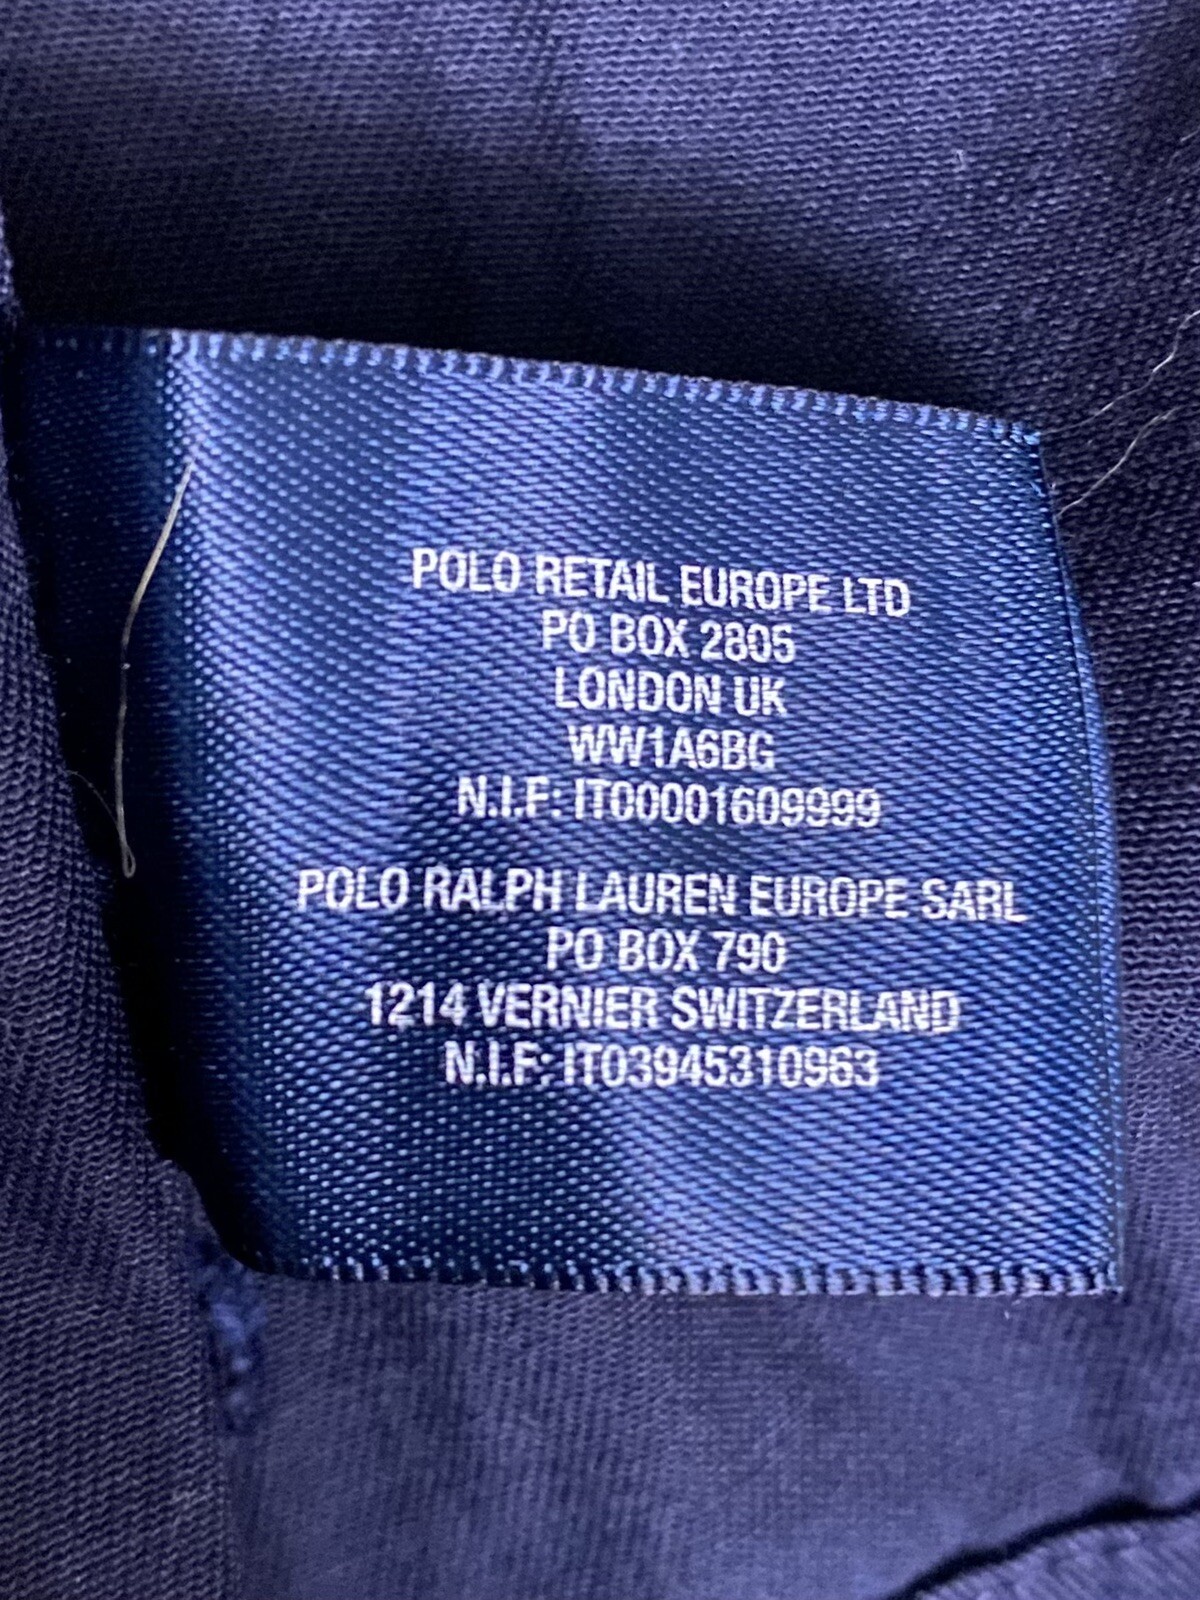 POLO RETAIL EUROPE LTD
PO BOX 2805
LONDON UK
WW1A6BG
N.I.F: IT00001609999
POLO RALPH LAUREN EUROPE SARL
PO BOX 790
1214 VERNIER SWITZERLAND
N.I.F: IT03945310963